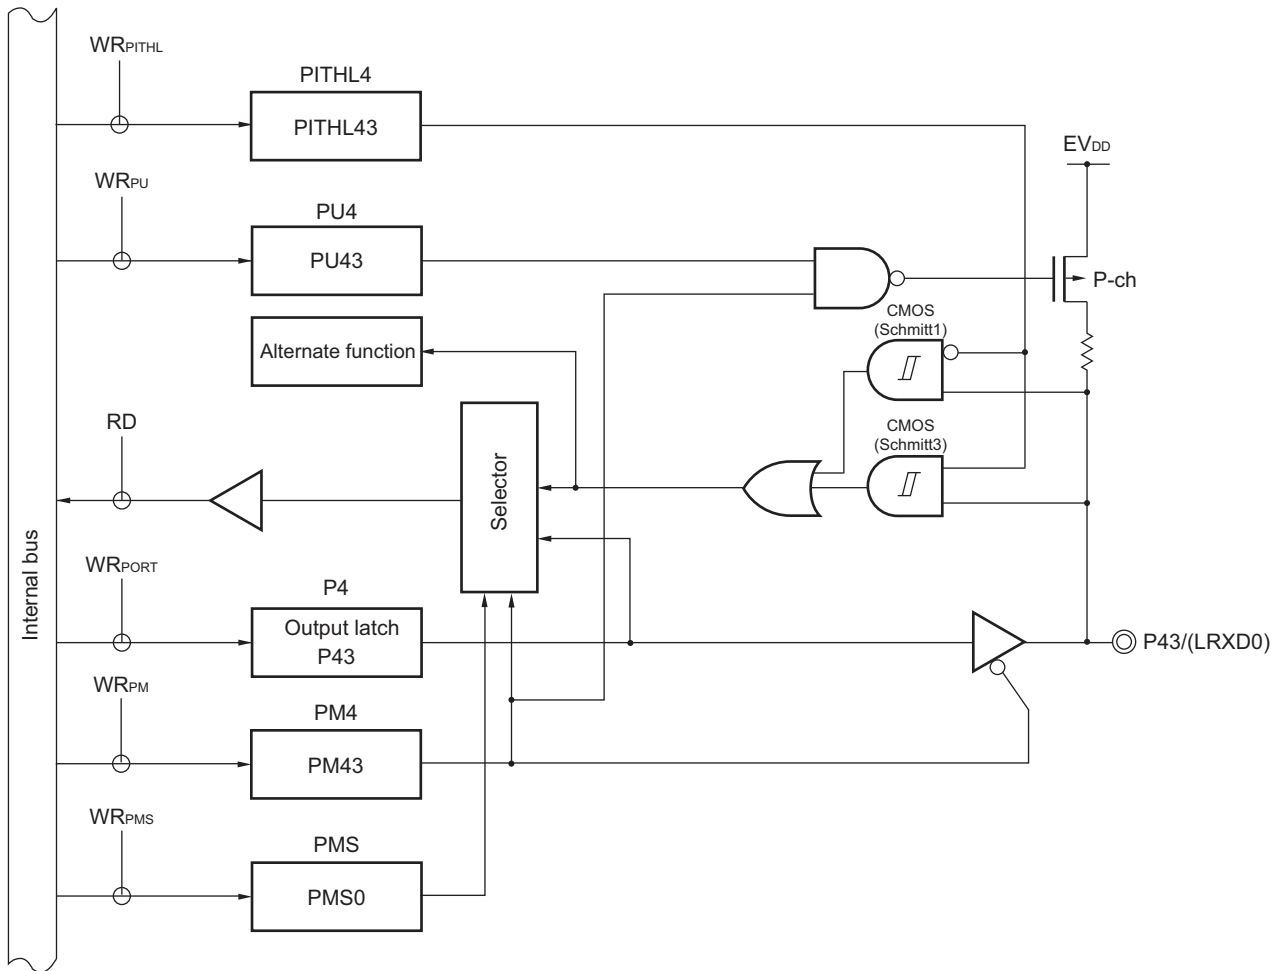 WRPITHL
PITHL4
PITHL43
EVDD
WRPU
PU4
PU43
P-ch
CMOS
(Schmitt1)
Alternate function
RD
CMOS
(Schmitt3)
Selector
Internal bus
WRPORT
P4
Output latch
P43
P43/(LRXD0)
WRPM
PM4
PM43
WRPMS
PMS
PMS0